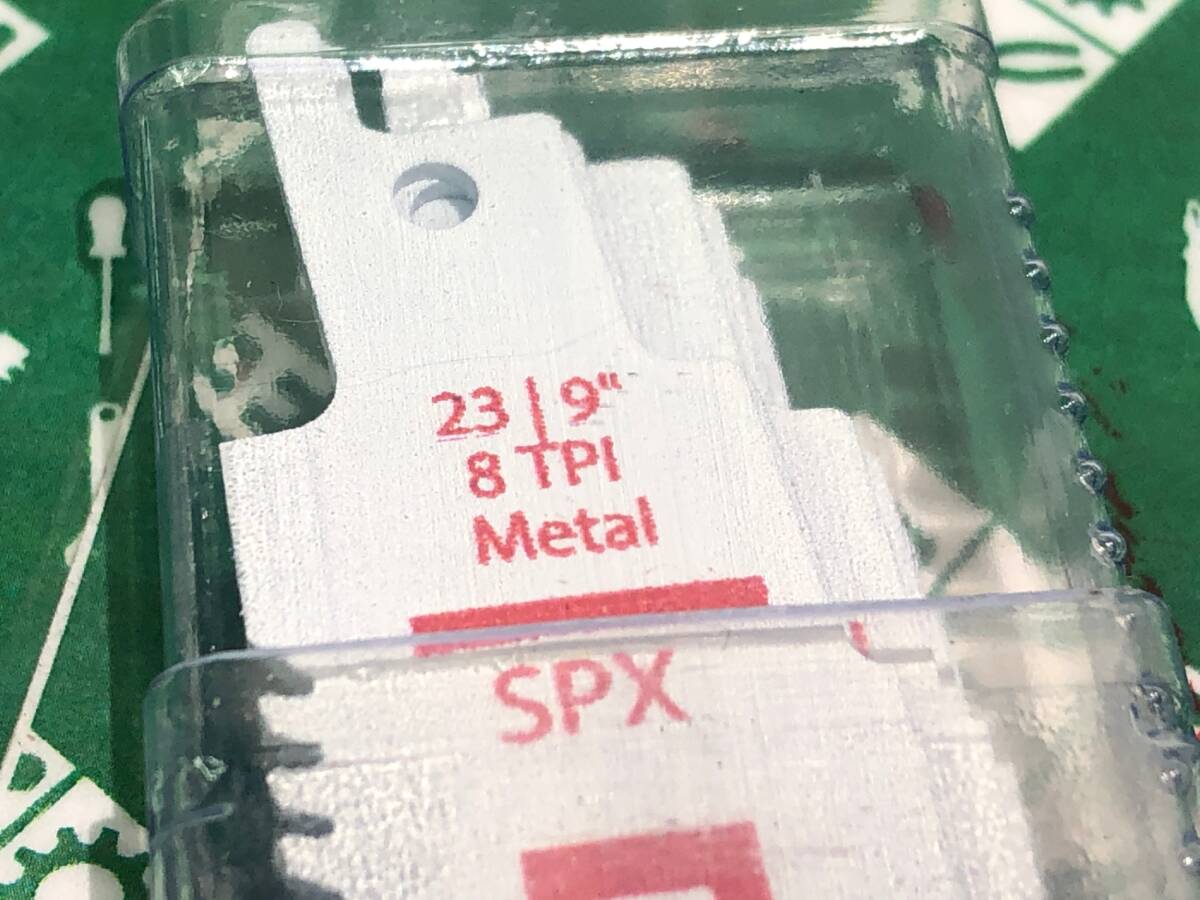 23 | 9"
8 TPI
Metal
SPX